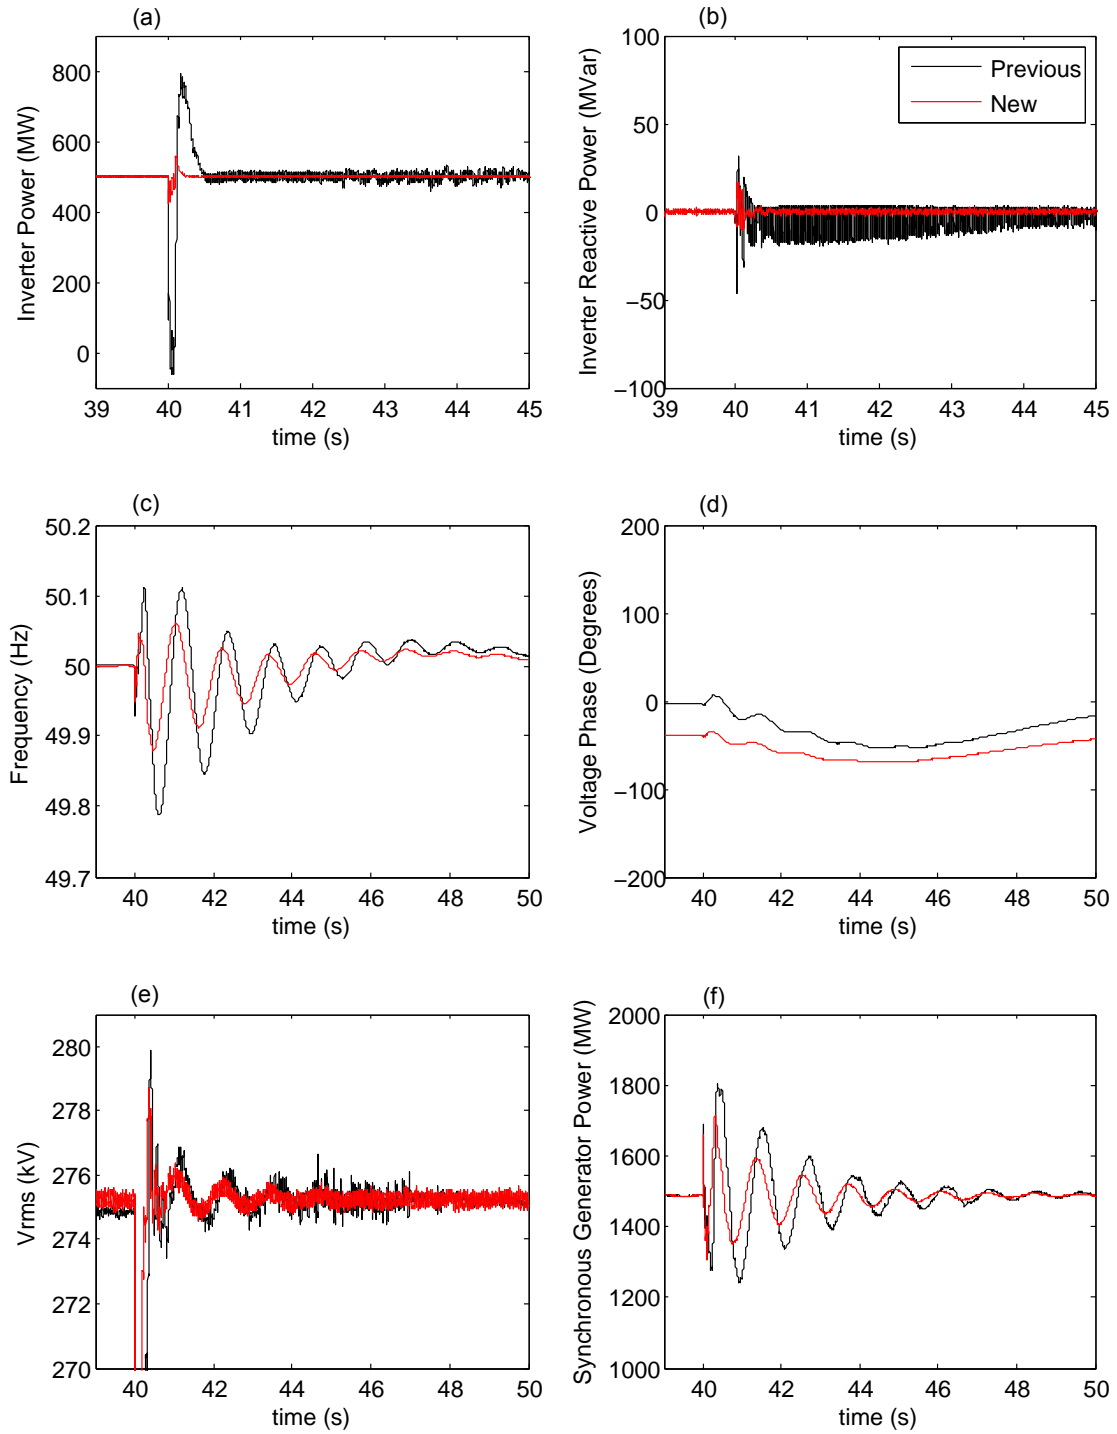 (a)
Inverter Power (MW)
800
600
400
200
0
39 40 41 42 43 44 45
time (s)
(b)
Inverter Reactive Power (MVar)
100
50
0
−50
−100
Previous
New
39 40 41 42 43 44 45
time (s)
(c)
Frequency (Hz)
50.2
50.1
50
49.9
49.8
49.7
40 42 44 46 48 50
time (s)
(d)
Voltage Phase (Degrees)
200
100
0
−100
−200
40 42 44 46 48 50
time (s)
(e)
Vrms (kV)
280
278
276
274
272
270
40 42 44 46 48 50
time (s)
(f)
Synchronous Generator Power (MW)
2000
1800
1600
1400
1200
1000
40 42 44 46 48 50
time (s)